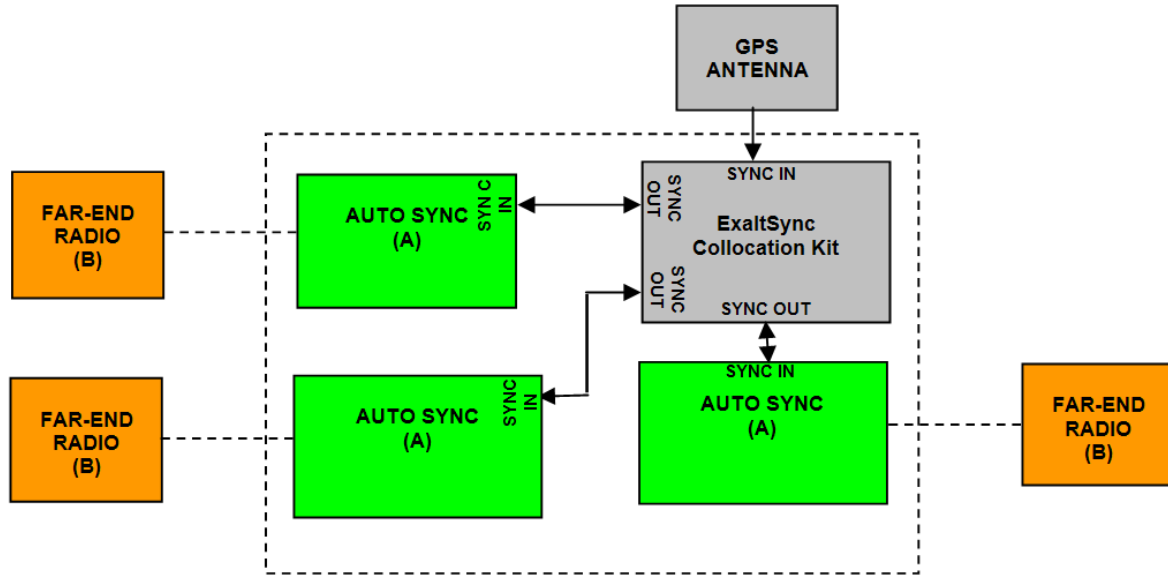 GPS
ANTENNA
SYNC IN
ExaltSync
Collocation Kit
SYNC
OUT
SYNC
OUT
SYNC OUT
FAR-END
RADIO
(B)
AUTO SYNC
(A)
SYNC
IN
FAR-END
RADIO
(B)
AUTO SYNC
(A)
SYNC
IN
SYNC IN
AUTO SYNC
(A)
FAR-END
RADIO
(B)